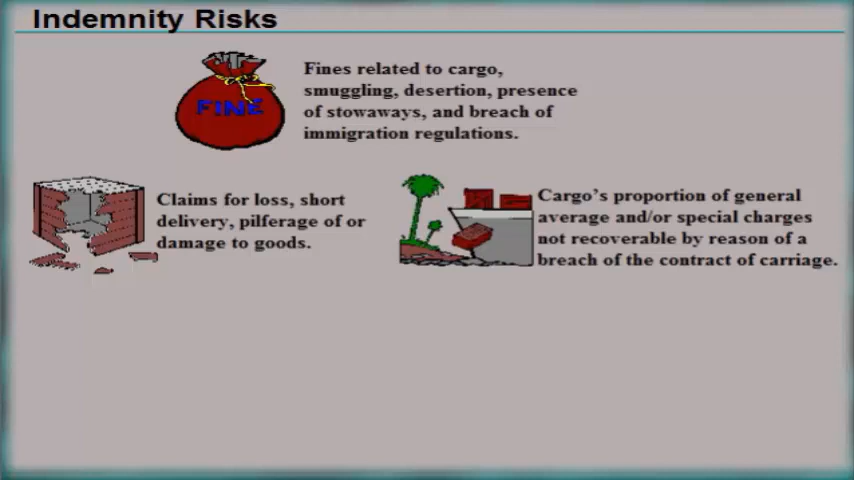 Indemnity Risks
FINE
Fines related to cargo,
smuggling, desertion, presence
of stowaways, and breach of
immigration regulations.
Claims for loss, short
delivery, pilferage of or
damage to goods.
Cargo's proportion of general
average and/or special charges
not recoverable by reason of a
breach of the contract of carriage.